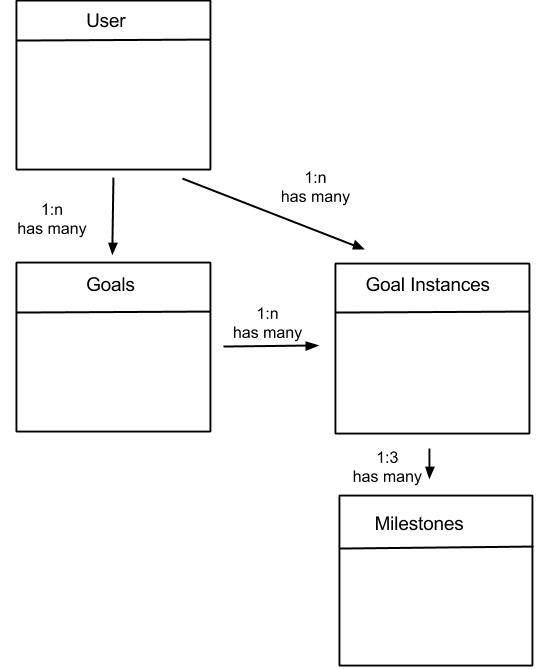 User
1:n
has many
1:n
has many
Goals
Goal Instances
1:n
has many
1:3
has many
Milestones